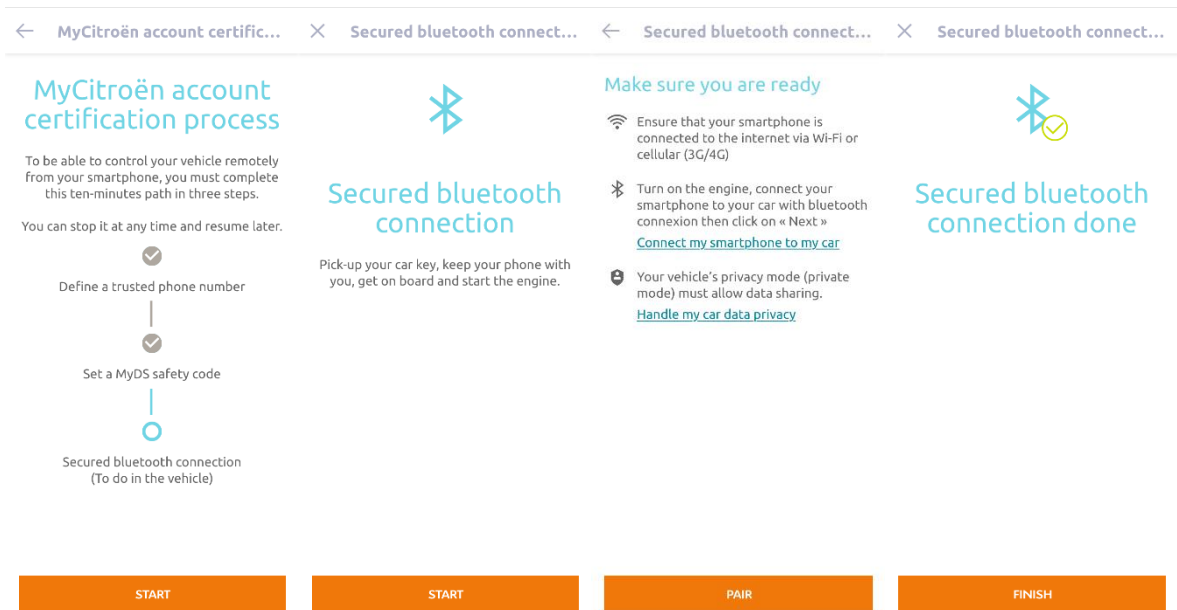 MyCitroën account certific...
MyCitroën account
certification process
To be able to control your vehicle remotely
from your smartphone, you must complete
this ten-minutes path in three steps.
You can stop it at any time and resume later.
Define a trusted phone number
Set a MyDS safety code
Secured bluetooth connection
(To do in the vehicle)
START
Secured bluetooth connect...
Secured bluetooth
connection
Pick-up your car key, keep your phone with
you, get on board and start the engine.
START
Secured bluetooth connect...
Make sure you are ready
Ensure that your smartphone is
connected to the internet via Wi-Fi or
cellular (3G/4G)
Turn on the engine, connect your
smartphone to your car with bluetooth
connexion then click on « Next »
Connect my smartphone to my car
Your vehicle's privacy mode (private
mode) must allow data sharing.
Handle my car data privacy
PAIR
Secured bluetooth connect...
Secured bluetooth
connection done
FINISH